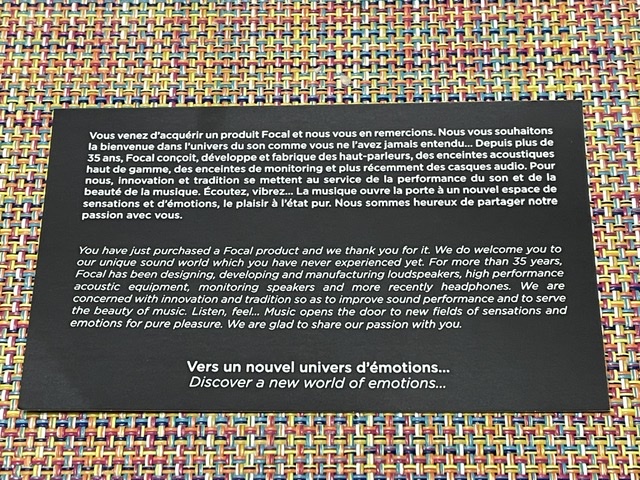 Vous venez d'acquérir un produit Focal et nous vous en remercions. Nous vous souhaitons
la bienvenue dans l'univers du son comme vous ne l'avez jamais entendu... Depuis plus de
35 ans, Focal conçoit, développe et fabrique des haut-parleurs, des enceintes acoustiques
haut de gamme, des enceintes de monitoring et plus récemment des casques audio. Pour
nous, innovation et tradition se mettent au service de la performance du son et de la
beauté de la musique. Écoutez, vibrez... La musique ouvre la porte à un nouvel espace de
sensations et d'émotions, le plaisir à l'état pur. Nous sommes heureux de partager notre
passion avec vous.
You have just purchased a Focal product and we thank you for it. We do welcome you to
our unique sound world which you have never experienced yet. For more than 35 years,
Focal has been designing, developing and manufacturing loudspeakers, high performance
acoustic equipment, monitoring speakers and more recently headphones. We are
concerned with innovation and tradition so as to improve sound performance and to serve
the beauty of music. Listen, feel... Music opens the door to new fields of sensations and
emotions for pure pleasure. We are glad to share our passion with you.
Vers un nouvel univers d'émotions...
Discover a new world of emotions...